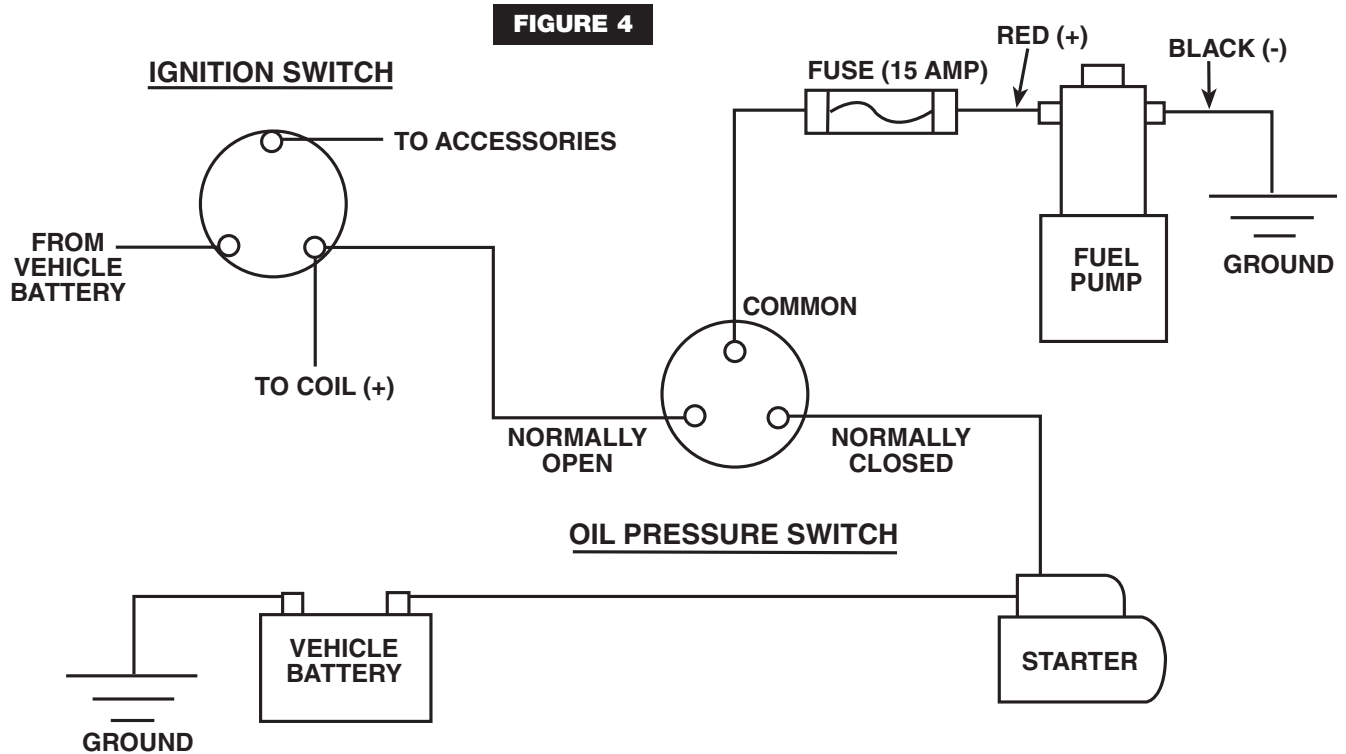 FIGURE 4
IGNITION SWITCH
TO ACCESSORIES
FROM
VEHICLE
BATTERY
TO COIL (+)
FUSE (15 AMP)
RED (+)
BLACK (-)
FUEL
PUMP
GROUND
COMMON
NORMALLY
OPEN
NORMALLY
CLOSED
OIL PRESSURE SWITCH
VEHICLE
BATTERY
STARTER
GROUND